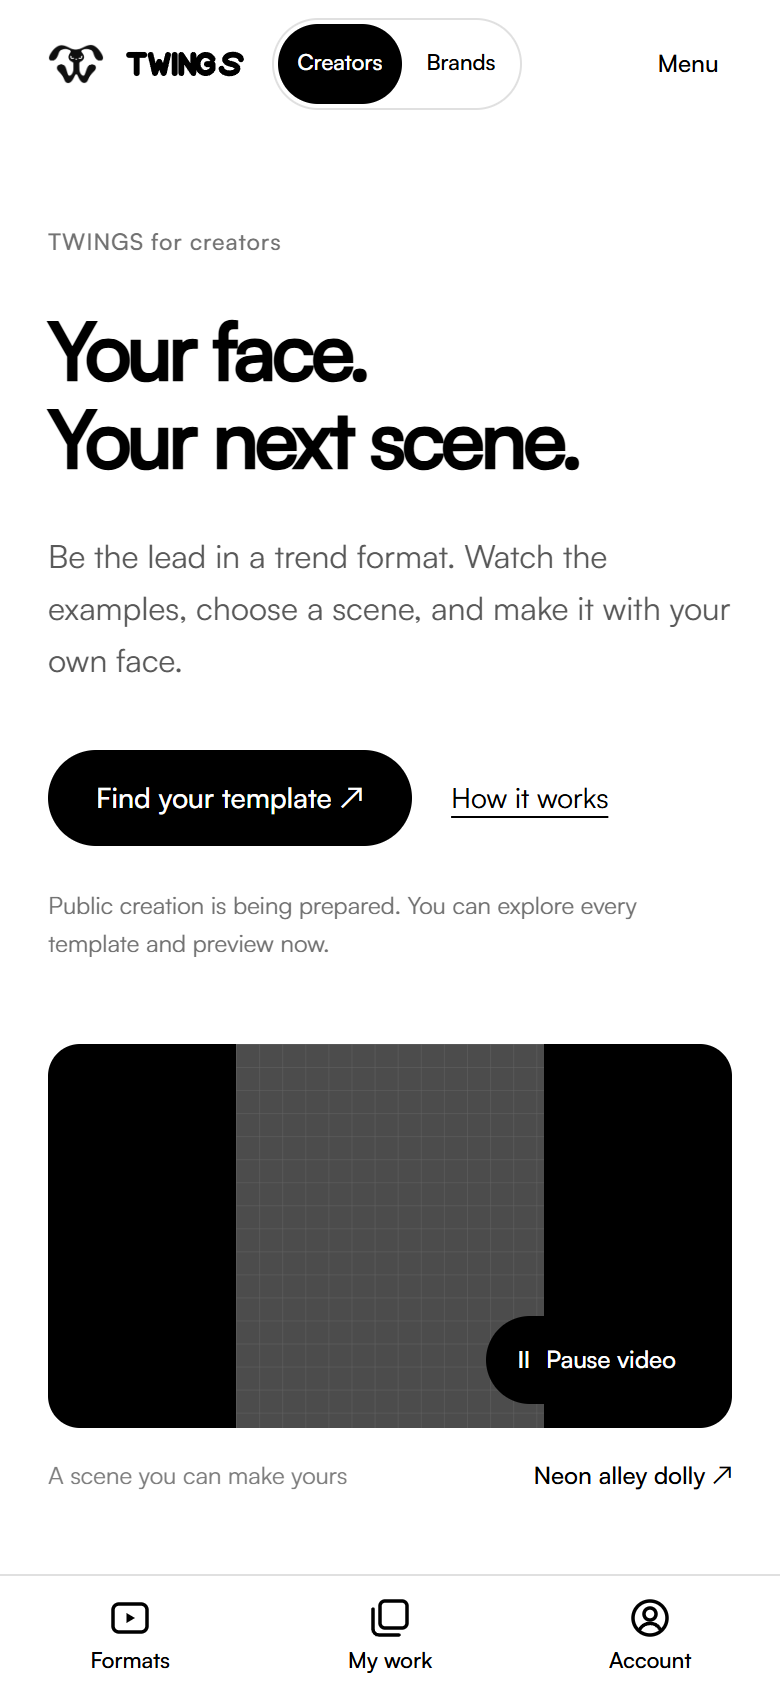 TWINGS
Creators
Brands
Menu
TWINGS for creators
Your face.
Your next scene.
Be the lead in a trend format. Watch the
examples, choose a scene, and make it with your
own face.
Find your template ↗
How it works
Public creation is being prepared. You can explore every
template and preview now.
Pause video
A scene you can make yours
Neon alley dolly ↗
Formats
My work
Account